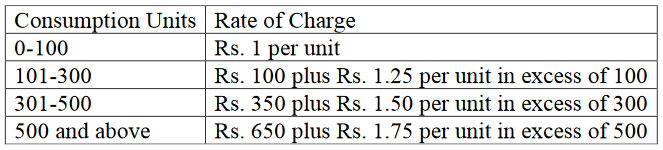 Consumption Units Rate of Charge
0-100 Rs. 1 per unit
101-300 Rs. 100 plus Rs. 1.25 per unit in excess of 100
301-500 Rs. 350 plus Rs. 1.50 per unit in excess of 300
500 and above Rs. 650 plus Rs. 1.75 per unit in excess of 500